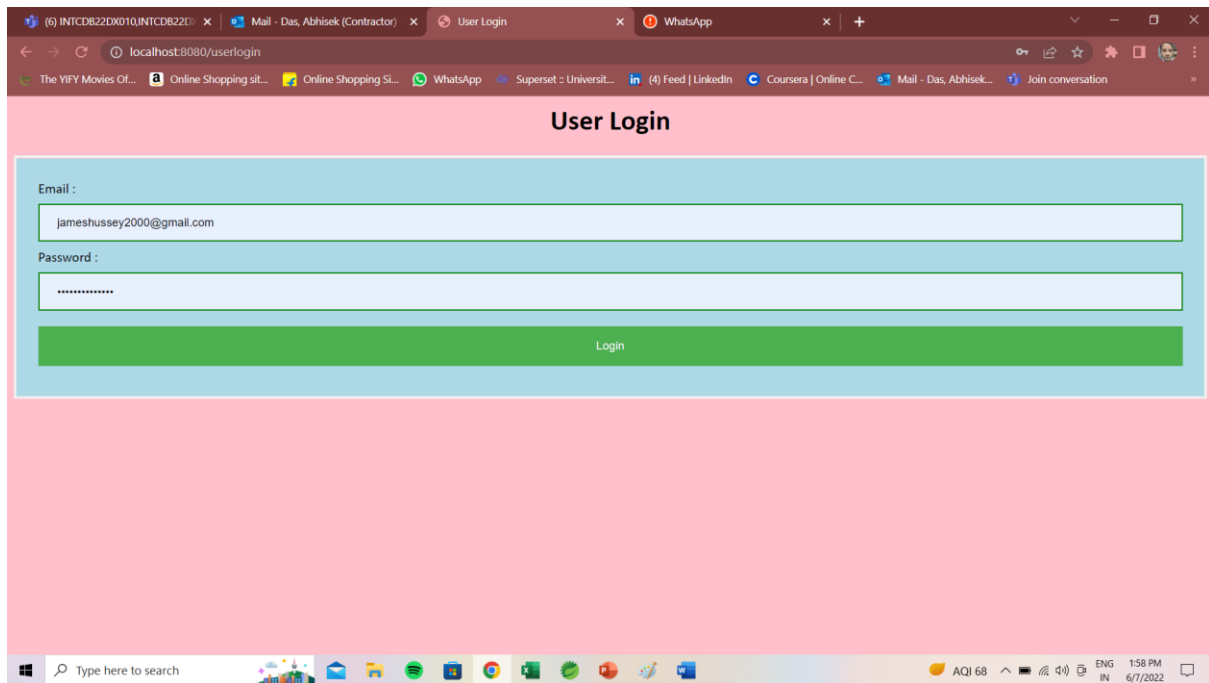 (6) INTCDB22DX010,INTCDB22D
Mail - Das, Abhisek (Contractor)
User Login
WhatsApp
localhost:8080/userlogin
The YIFY Movies Of...
Online Shopping sit...
Online Shopping Si...
WhatsApp
Superset :: Universit...
(4) Feed | LinkedIn
Coursera | Online C...
Mail - Das, Abhisek...
Join conversation
User Login
Email :
jameshussey2000@gmail.com
Password :
••••••••••••••
Login
Type here to search
AQI 68
ENG
IN
1:58 PM
6/7/2022